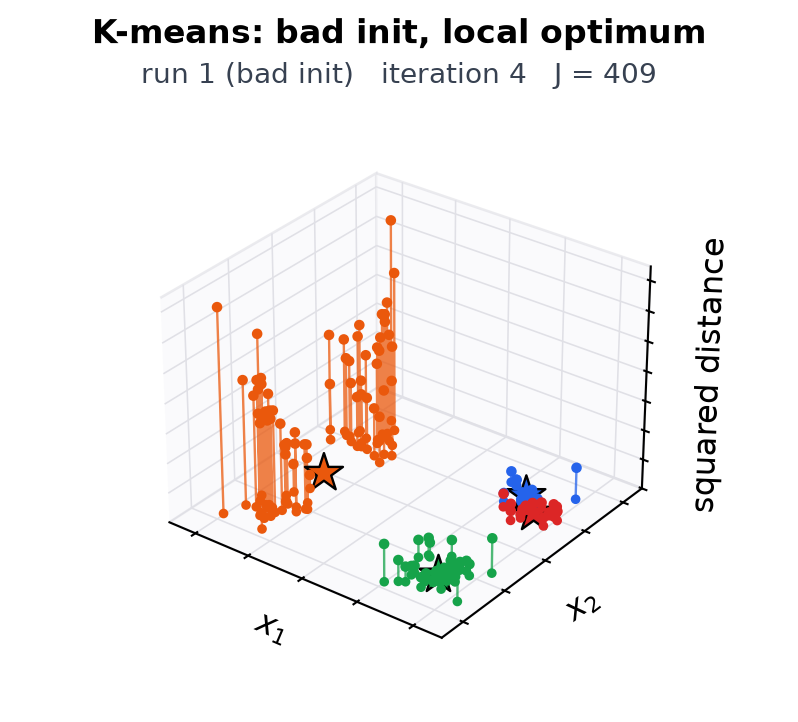 K-means: bad init, local optimum
run 1 (bad init)   iteration 4   J = 409
squared distance
x₂
x₁